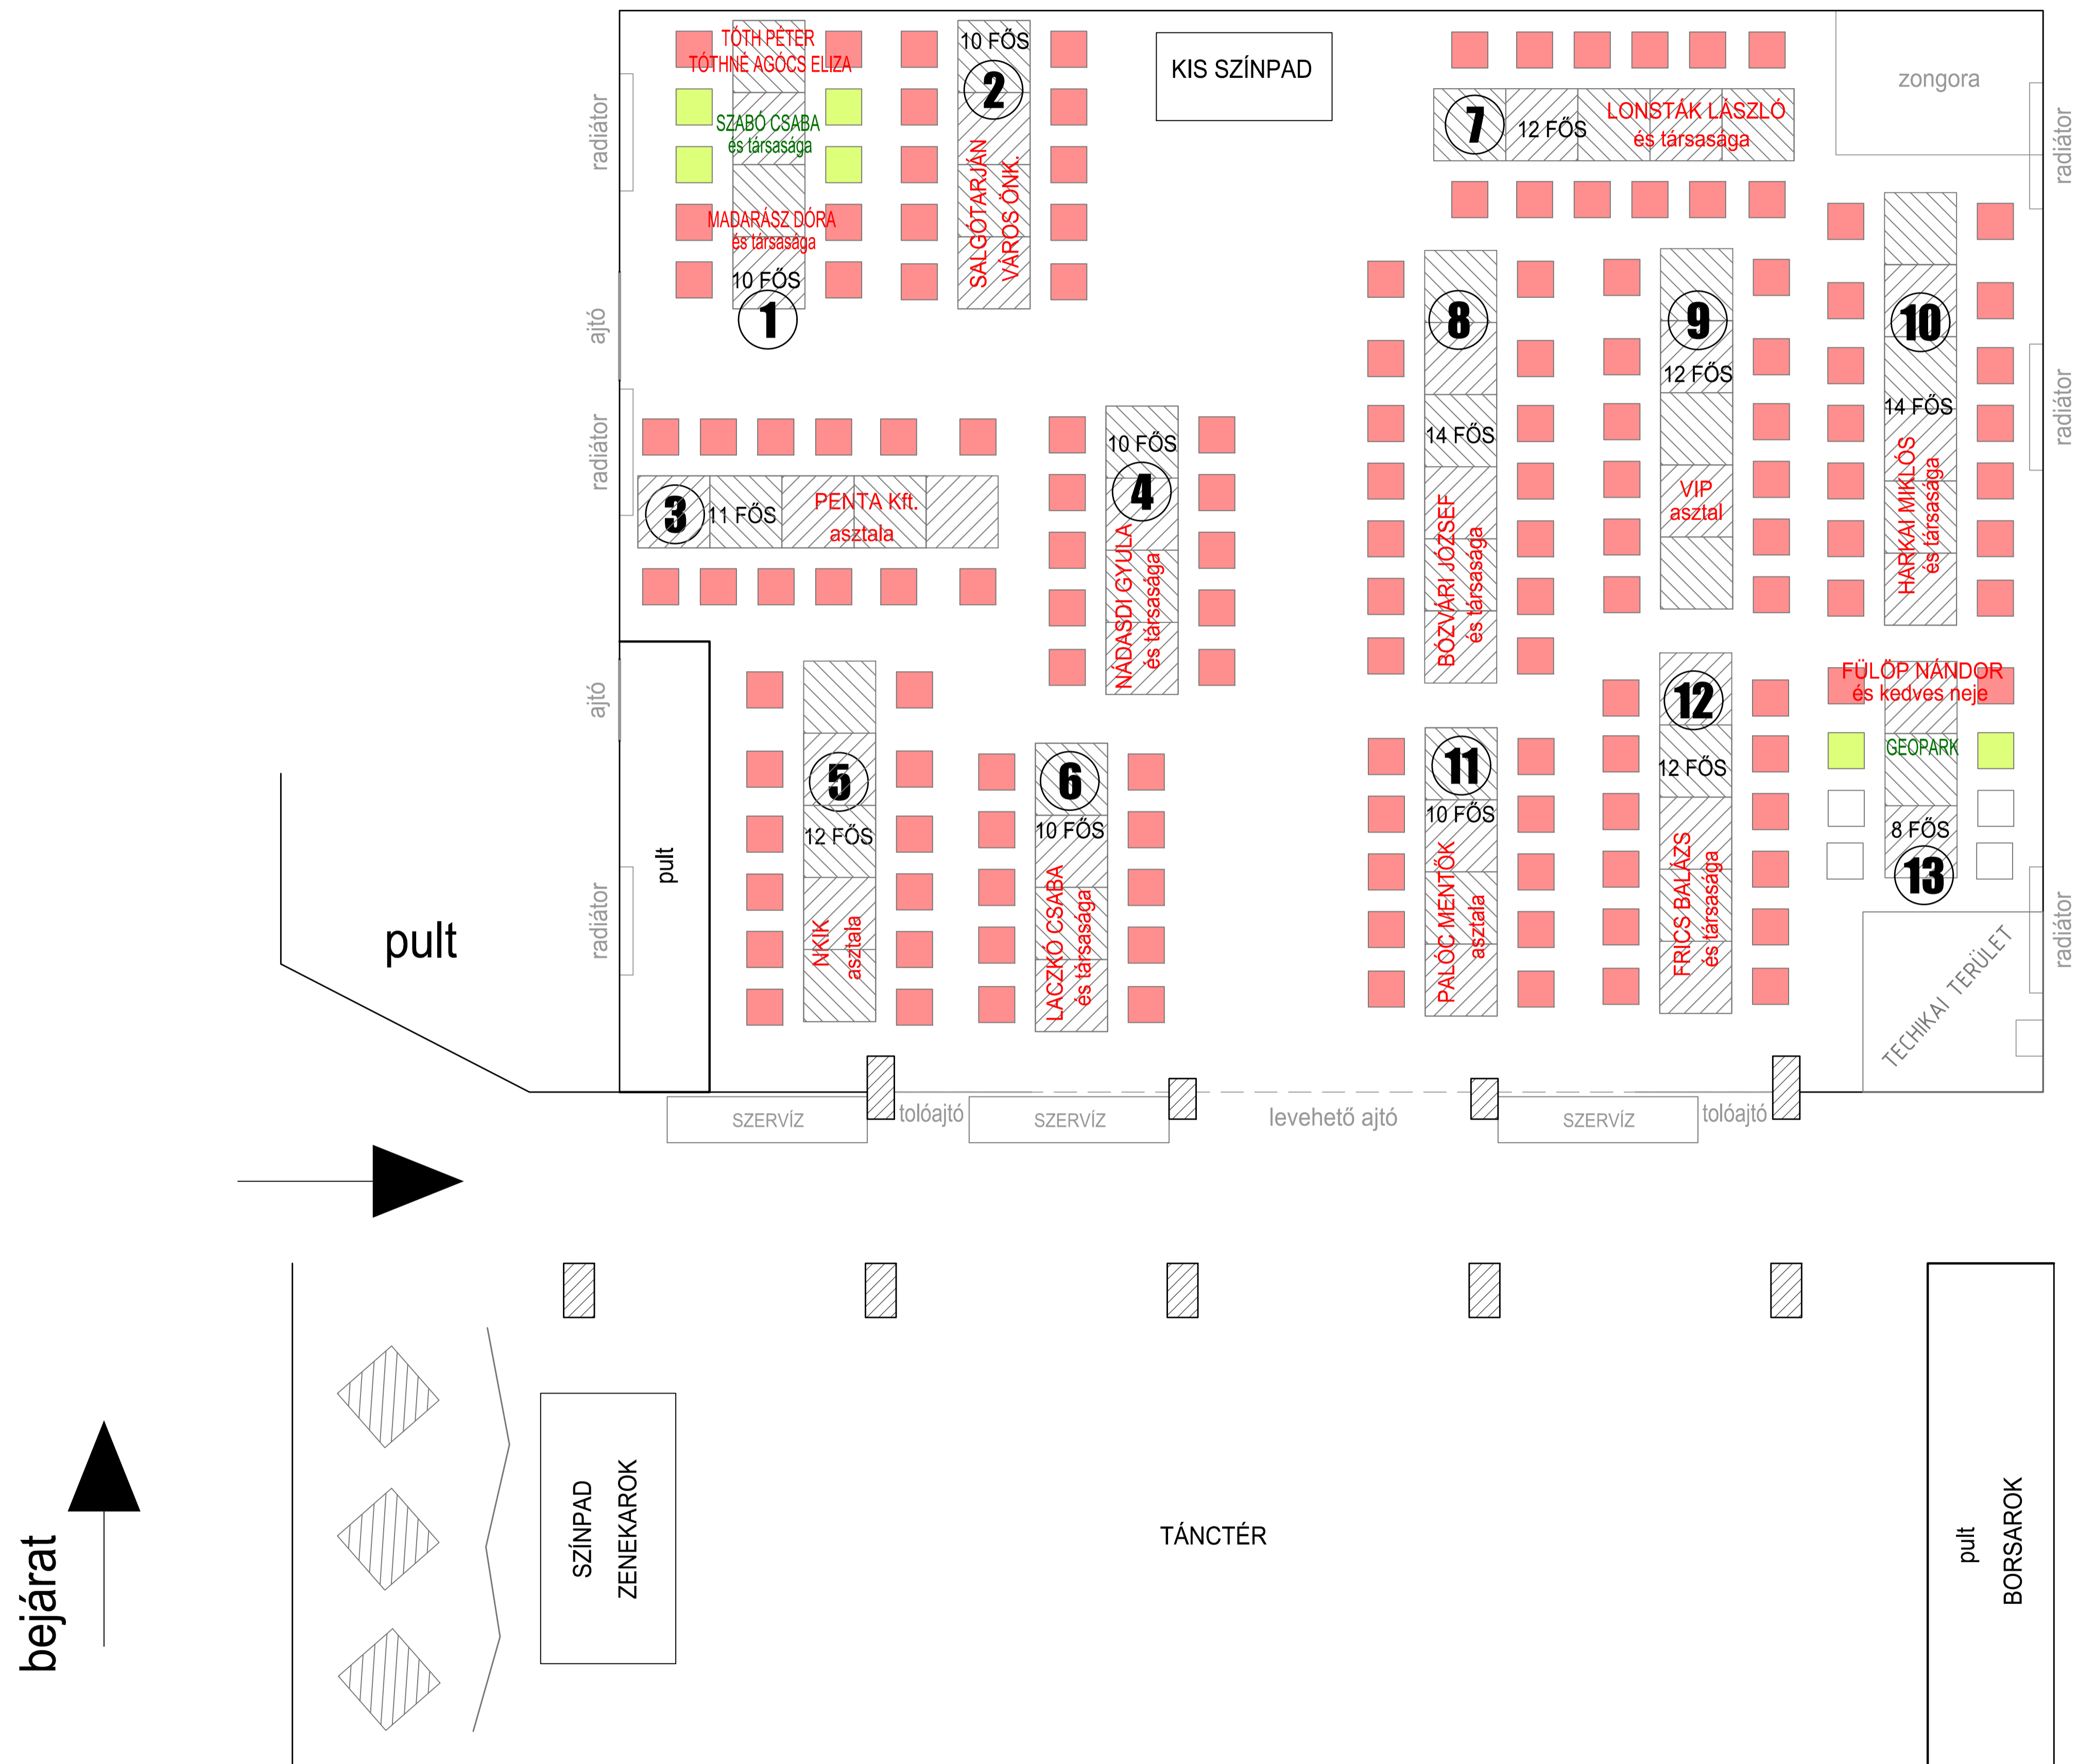 TÓTH PÉTER
TÓTHNÉ AGÓCS ELIZA
SZABÓ CSABA
és társasága
MADARÁSZ DÓRA
és társasága
10 FŐS
1
10 FŐS
2
SALGÓTARJÁN
VÁROS ÖNK.
KIS SZÍNPAD
7
12 FŐS
LONSTÁK LÁSZLÓ
és társasága
zongora
radiátor
radiátor
ajtó
radiátor
3
11 FŐS
PENTA Kft.
asztala
10 FŐS
4
NÁDASDI GYULA
és társasága
8
14 FŐS
BÓZVÁRI JÓZSEF
és társasága
9
12 FŐS
VIP
asztal
10
14 FŐS
HARKAI MIKLÓS
és társasága
radiátor
ajtó
radiátor
pult
pult
5
12 FŐS
NKIK
asztala
6
10 FŐS
LACZKÓ CSABA
és társasága
11
10 FŐS
PALÓC MENTŐK
asztala
12
12 FŐS
FRICS BALÁZS
és társasága
FÜLÖP NÁNDOR
és kedves neje
GEOPARK
8 FŐS
13
radiátor
TECHIKAI TERÜLET
SZERVÍZ
tolóajtó
SZERVÍZ
levehető ajtó
SZERVÍZ
tolóajtó
bejárat
SZÍNPAD
ZENEKAROK
TÁNCTÉR
pult
BORSAROK